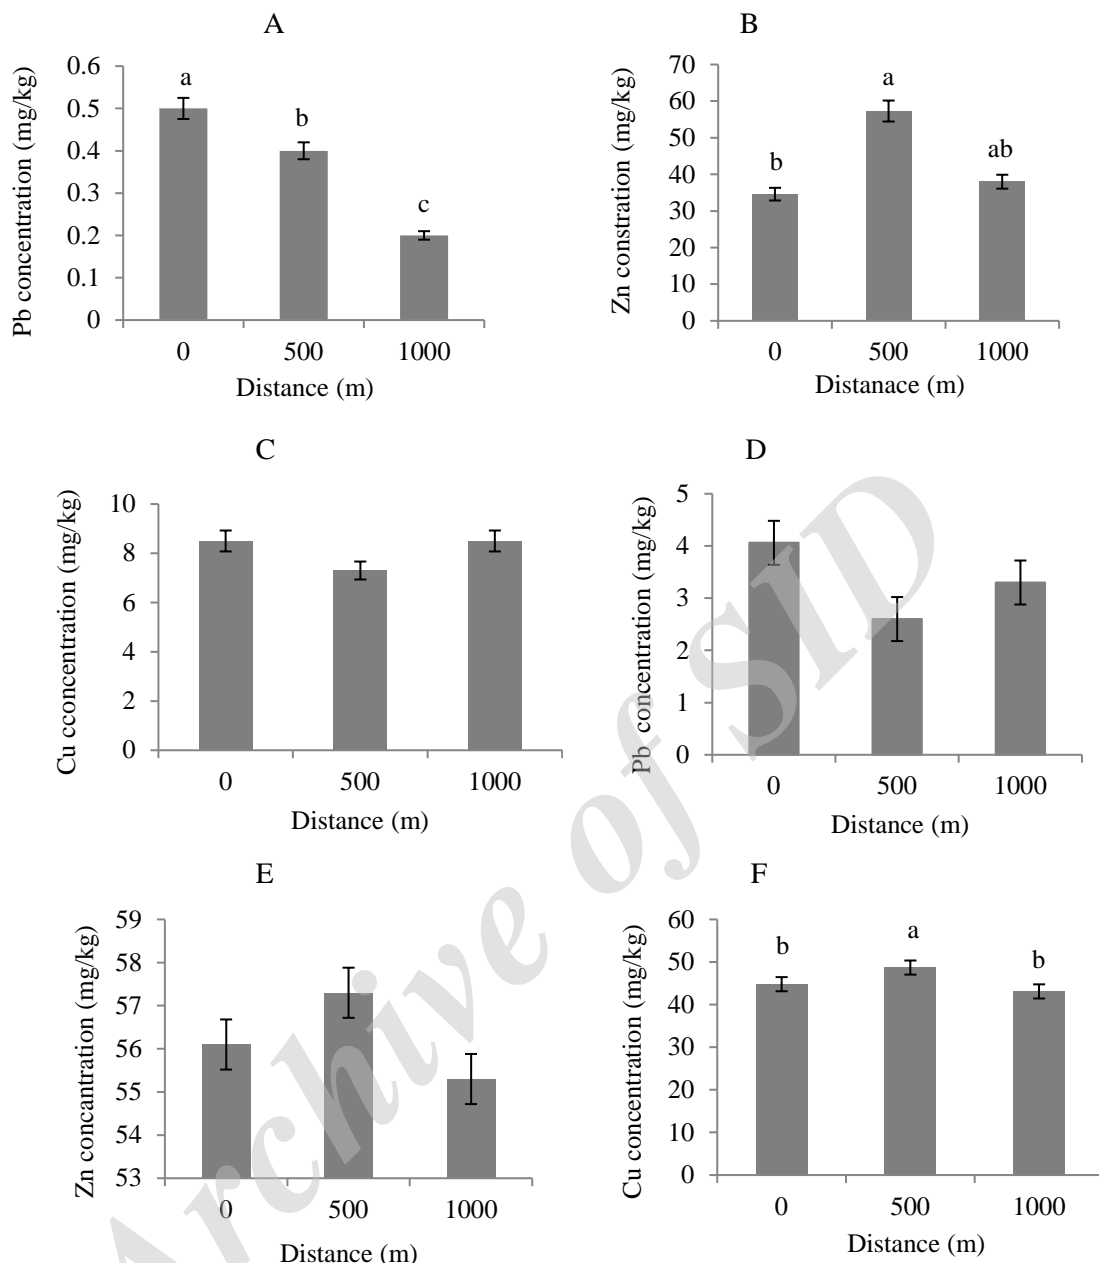 A
Pb concentration (mg/kg)
0.6
0.5
0.4
0.3
0.2
0.1
0
a
b
c
0 500 1000
Distance (m)
B
Zn constration (mg/kg)
70
60
50
40
30
20
10
0
b
a
ab
0 500 1000
Distanace (m)
C
Cu cconcentration (mg/kg)
10
8
6
4
2
0
0 500 1000
Distance (m)
D
Pb concentration (mg/kg)
5
4
3
2
1
0
0 500 1000
Distance (m)
E
Zn concantration (mg/kg)
59
58
57
56
55
54
53
0 500 1000
Distance (m)
F
Cu concentration (mg/kg)
60
50
40
30
20
10
0
b
a
b
0 500 1000
Distance (m)
Archive of SID